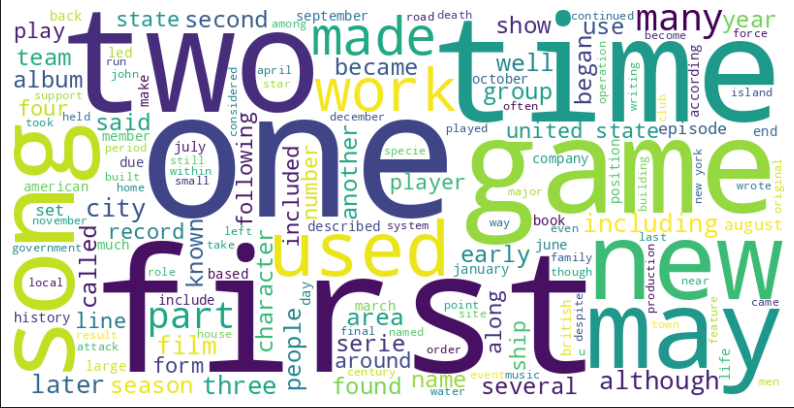 back
state
second
september
among
road
death
continued
many
year
play
two
made
time
show
use
become
force
team
led
run
john
april
star
became
well
began
operation
writing
according
album
support
make
considered
work
october
group
club
island
four
took
held
said
december
often
united state
episode
end
song
member
period
july
one
following
played
game
company
position
building
new york
wrote
original
due
still
within
small
number
another
specie
player
major
american
built
home
included
set
november
city
record
known
left
take
described
system
way
book
even
including
august
government
much
called
used
early
june
last
new
local
role
based
character
day
january
family
though
production
near
history
line
include
first
part
people
march
area
point
site
along
ship
british
despite
c
may
town
feature
came
result
attack
film
house
final
named
serie
order
large
form
around
century
event
music
life
men
later
season
three
found
name
water
several
although